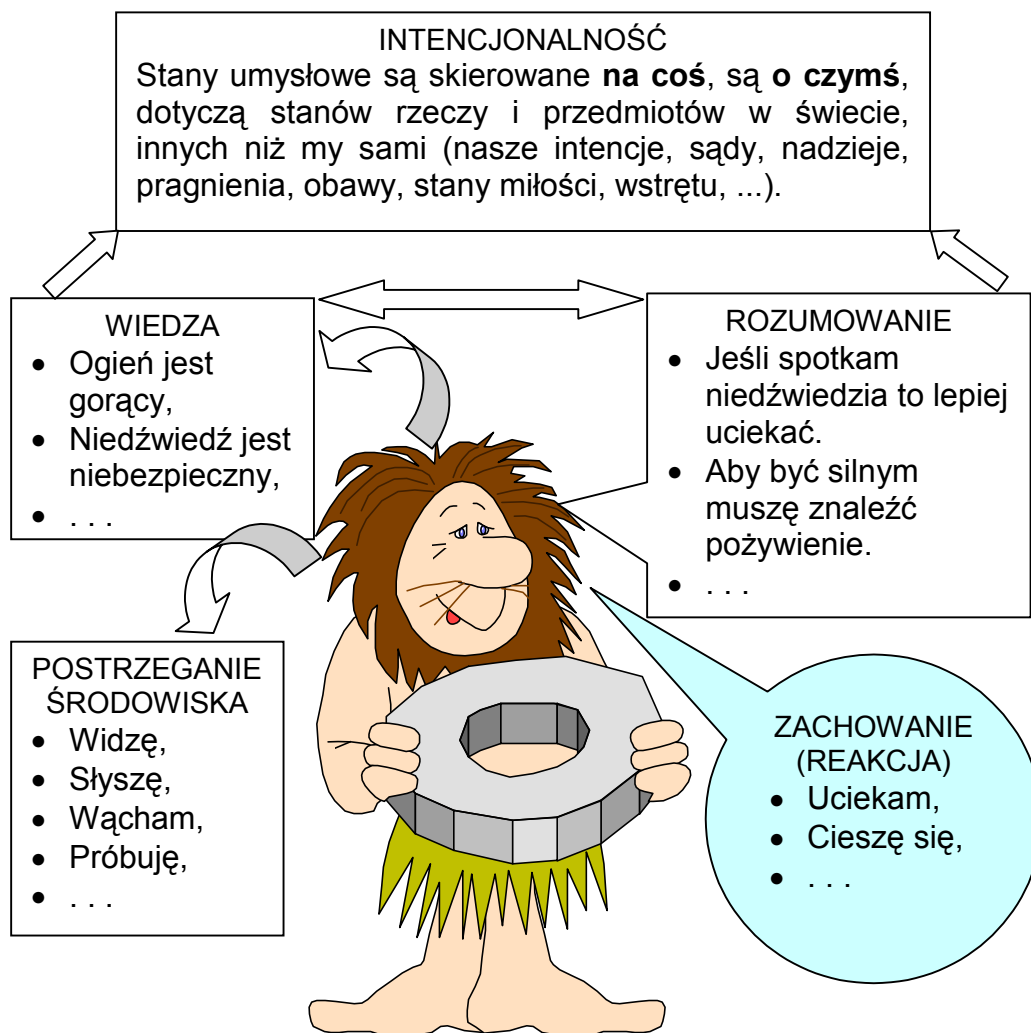 INTENCJONALNOŚĆ
Stany umysłowe są skierowane na coś, są o czymś,
dotyczą stanów rzeczy i przedmiotów w świecie,
innych niż my sami (nasze intencje, sądy, nadzieje,
pragnienia, obawy, stany miłości, wstrętu, ...).
WIEDZA
• Ogień jest
gorący,
• Niedźwiedź jest
niebezpieczny,
• . . .
ROZUMOWANIE
• Jeśli spotkam
niedźwiedzia to lepiej
uciekać.
• Aby być silnym
muszę znaleźć
pożywienie.
• . . .
POSTRZEGANIE
ŚRODOWISKA
• Widzę,
• Słyszę,
• Wącham,
• Próbuję,
• . . .
ZACHOWANIE
(REAKCJA)
• Uciekam,
• Cieszę się,
• . . .